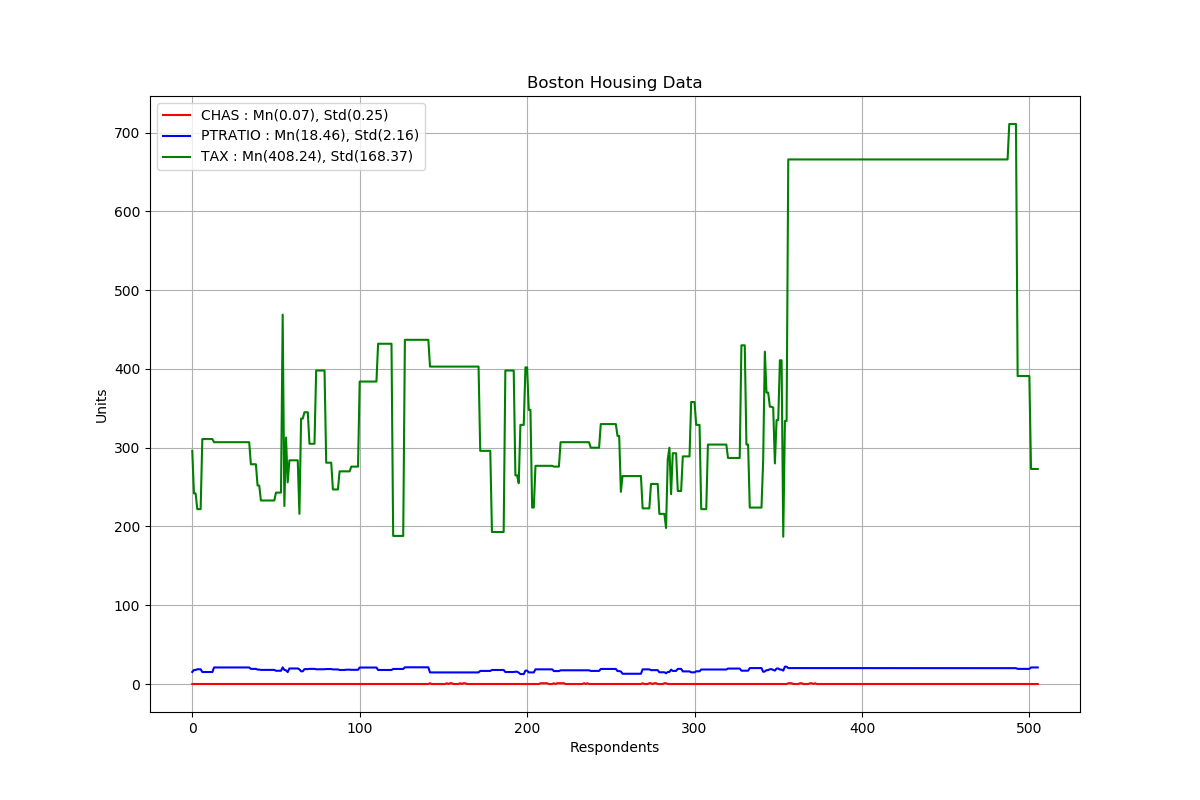 Boston Housing Data
CHAS : Mn(0.07), Std(0.25)
PTRATIO : Mn(18.46), Std(2.16)
TAX : Mn(408.24), Std(168.37)
700
600
500
400
300
200
100
0
Units
0 100 200 300 400 500
Respondents